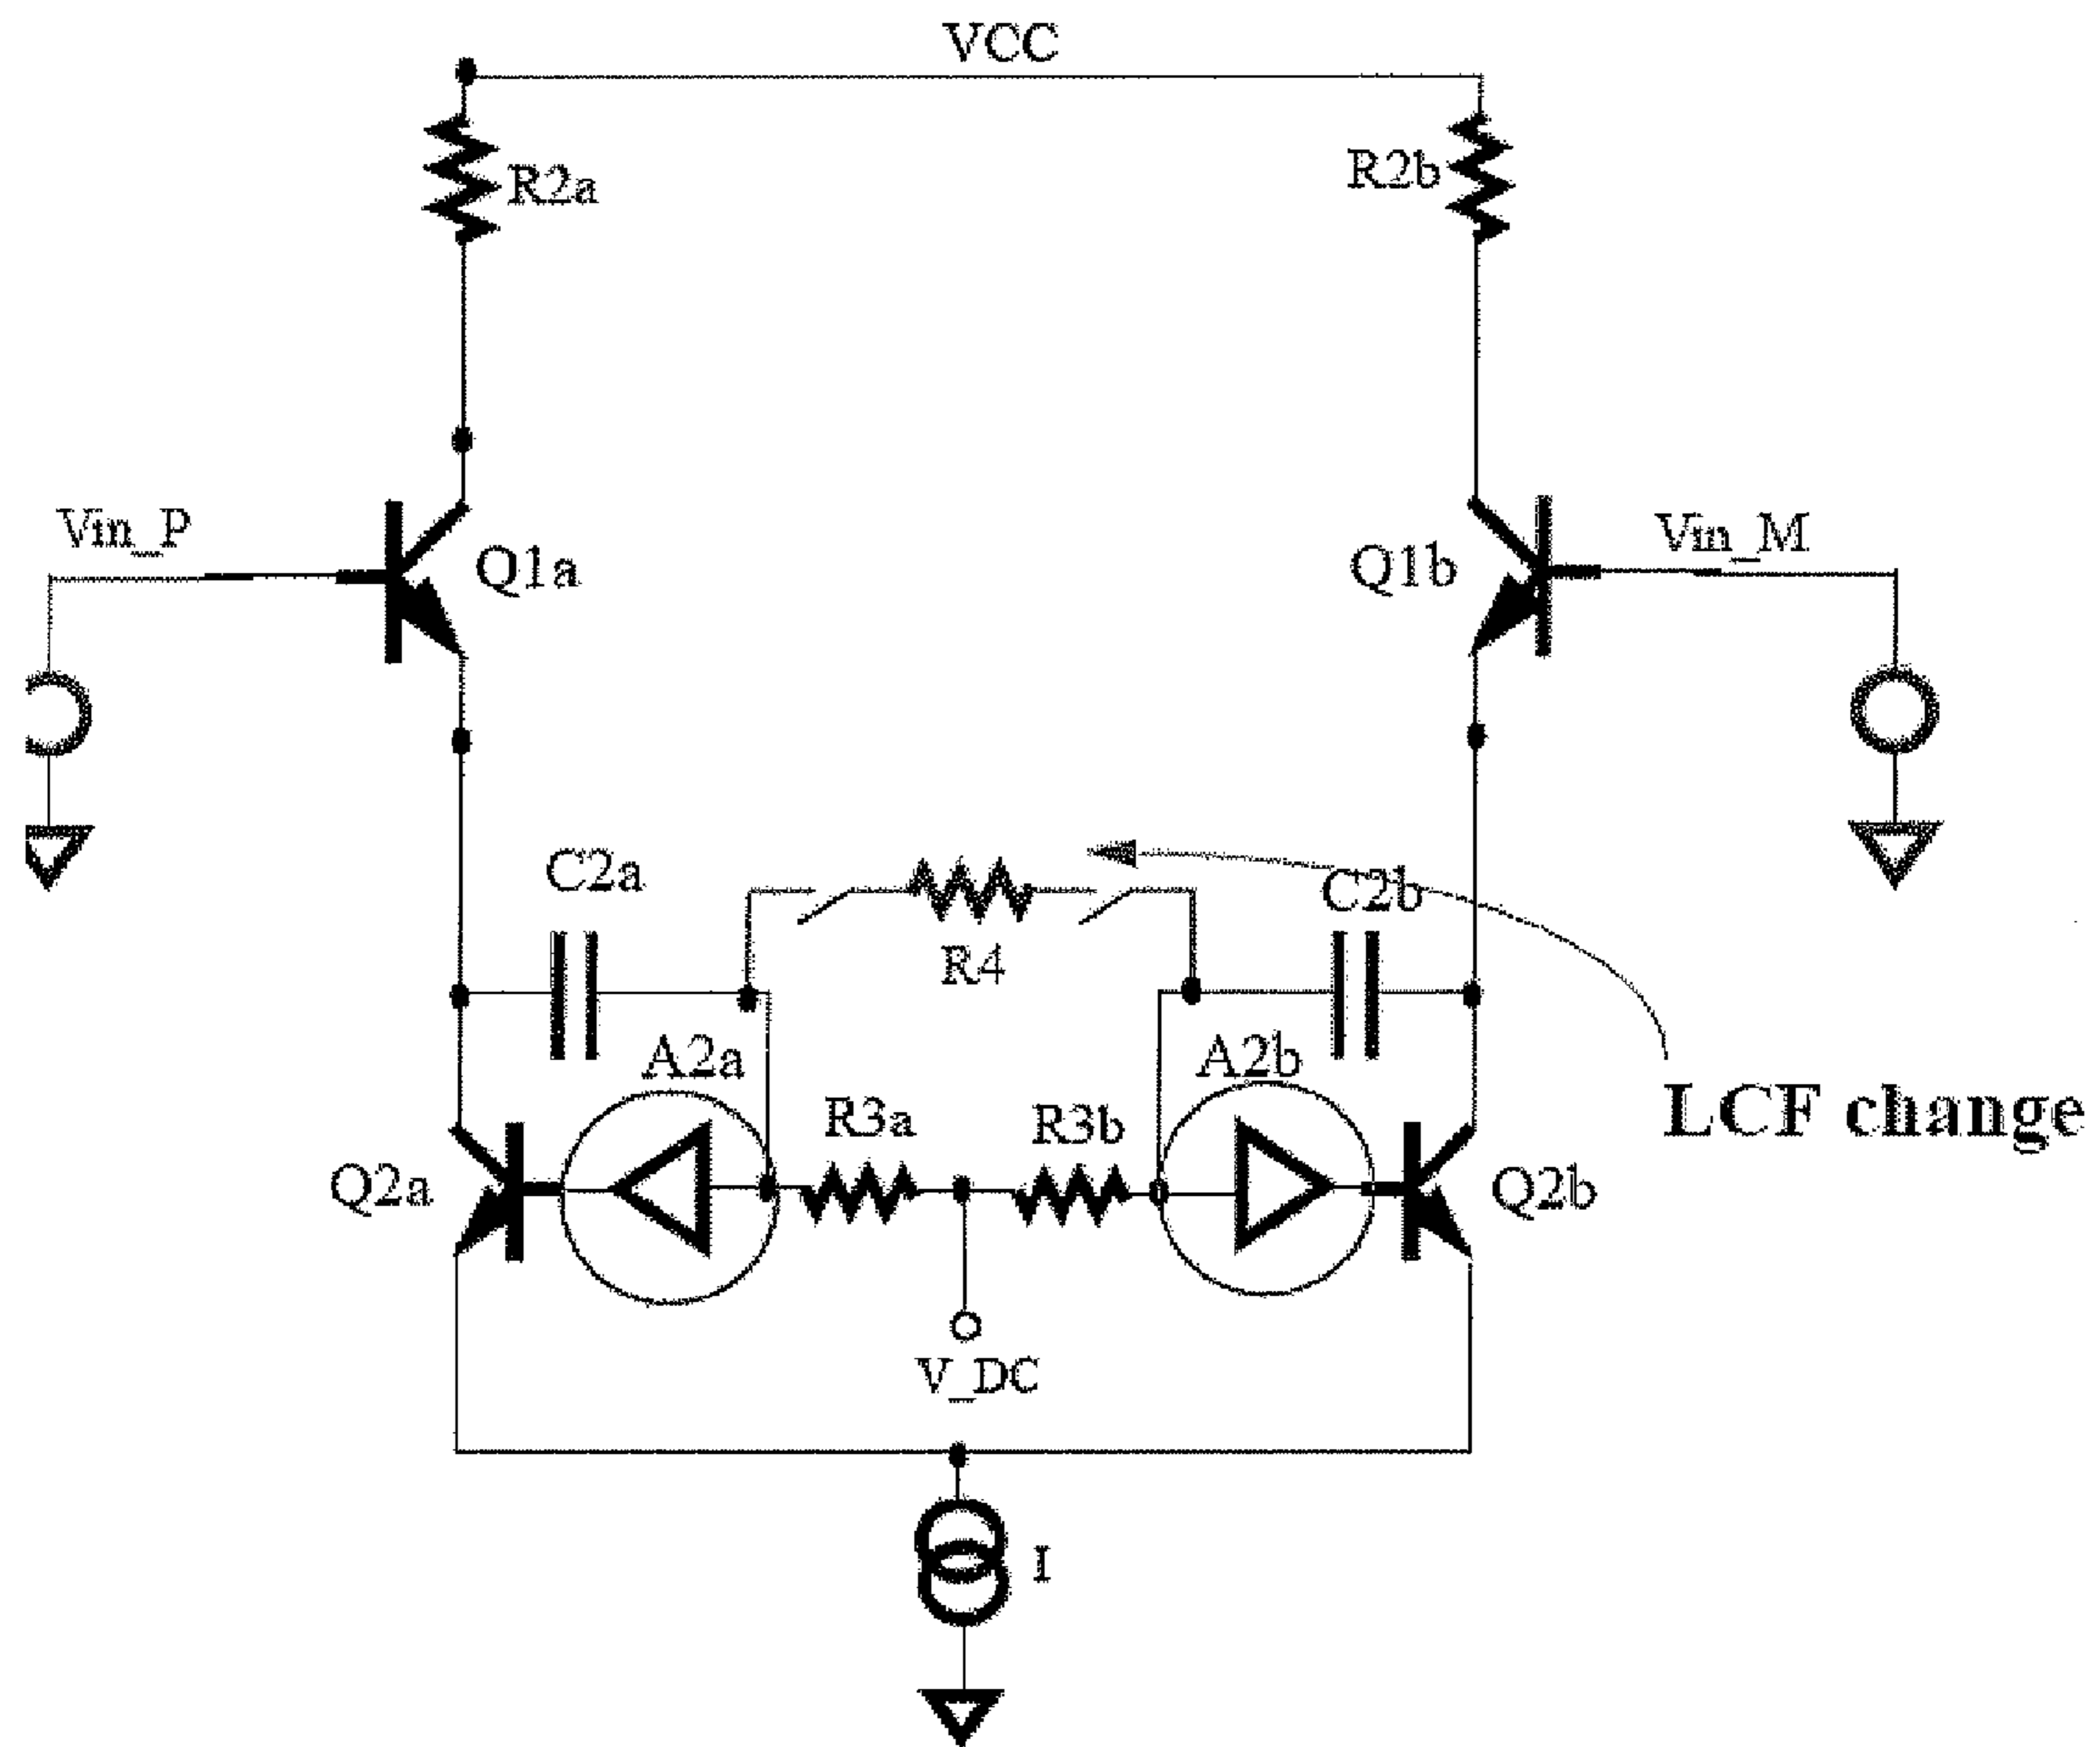 VCC
R2a
R2b
Vin_P
Q1a
Q1b
Vin_M
C2a
C2b
R4
A2a
A2b
LCF change
R3a
R3b
Q2a
Q2b
V_DC
I